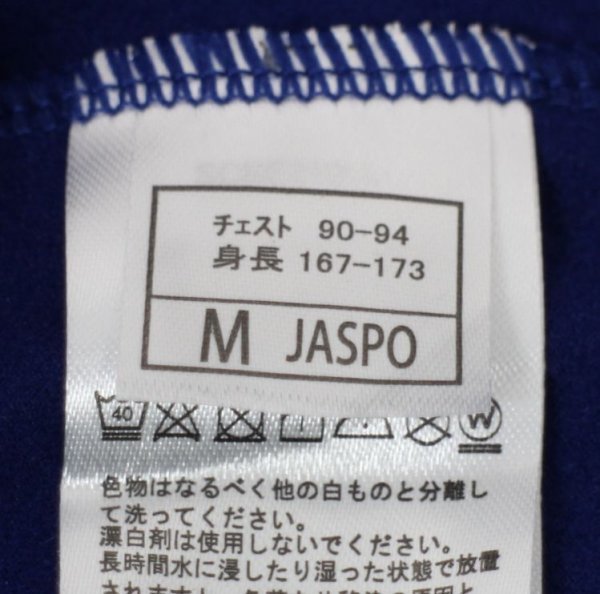 チェスト 90-94
身長 167-173
M JASPO
40
W
色物はなるべく他の白ものと分離し
て洗ってください。
漂白剤は使用しないでください。
長時間水に浸したり湿った状態で放置